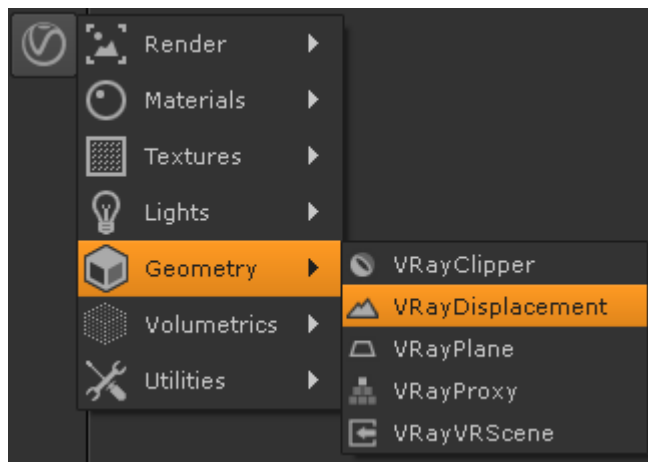 Render
Materials
Textures
Lights
Geometry
Volumetrics
Utilities
VRayClipper
VRayDisplacement
VRayPlane
VRayProxy
VRayVRScene